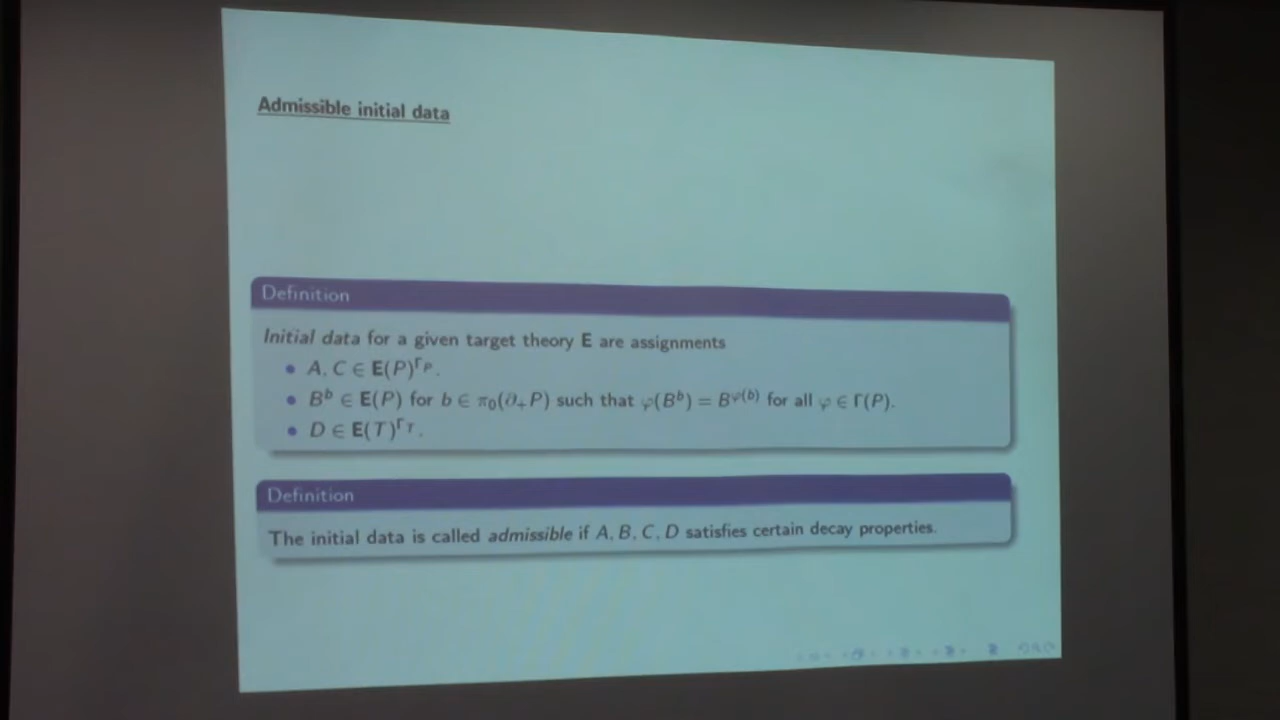 Admissible initial data
Definition
Initial data for a given target theory E are assignments
• A, C ∈ E(P)^{Γ_P}.
• B^b ∈ E(P) for b ∈ π₀(∂₊P) such that φ(B^b) = B^{φ(b)} for all φ ∈ Γ(P).
• D ∈ E(T)^{Γ_T}.
Definition
The initial data is called admissible if A, B, C, D satisfies certain decay properties.